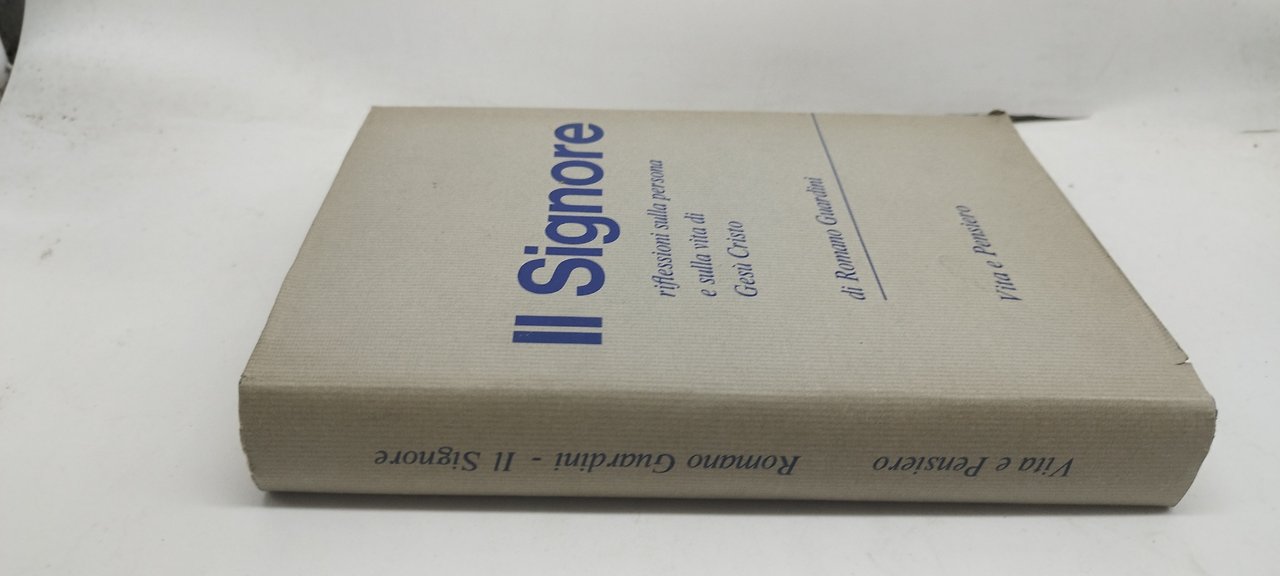 Il Signore
riflessioni sulla persona
e sulla vita di
Gesù Cristo
di Romano Guardini
Vita e Pensiero
Romano Guardini - Il Signore
Vita e Pensiero